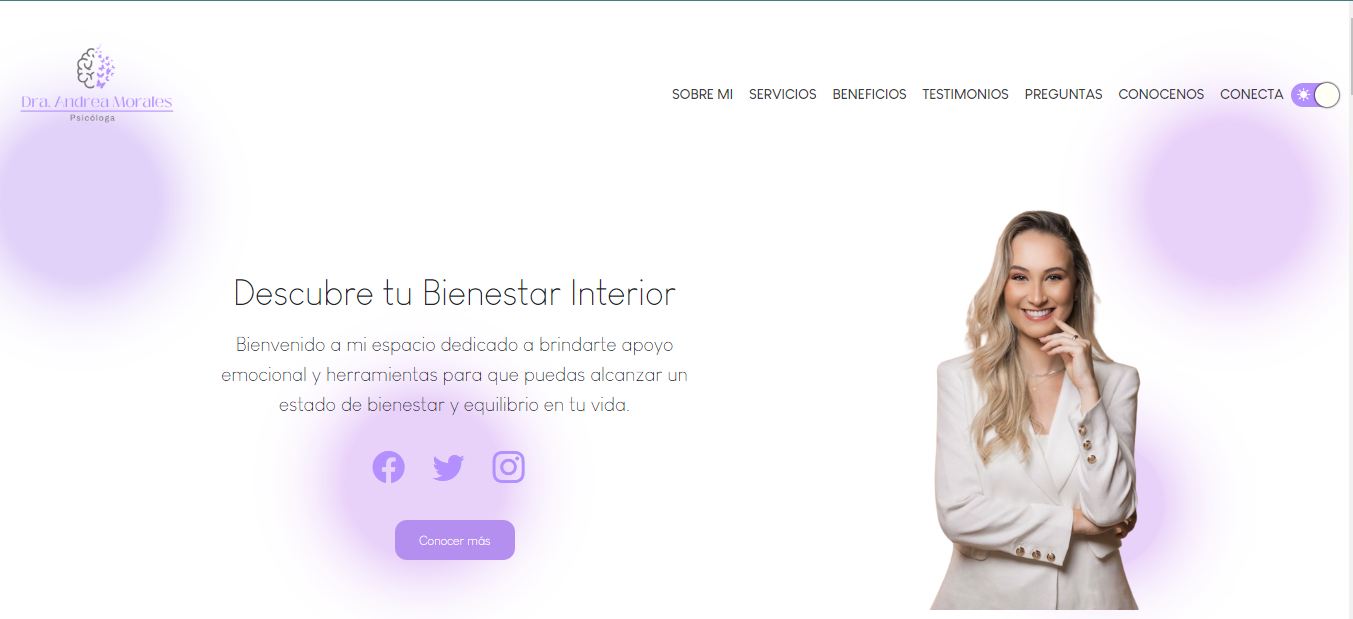 Dra. Andrea Morales
Psicóloga
SOBRE MI SERVICIOS BENEFICIOS TESTIMONIOS PREGUNTAS CONOCENOS CONECTA
Descubre tu Bienestar Interior
Bienvenido a mi espacio dedicado a brindarte apoyo
emocional y herramientas para que puedas alcanzar un
estado de bienestar y equilibrio en tu vida.
Conocer más